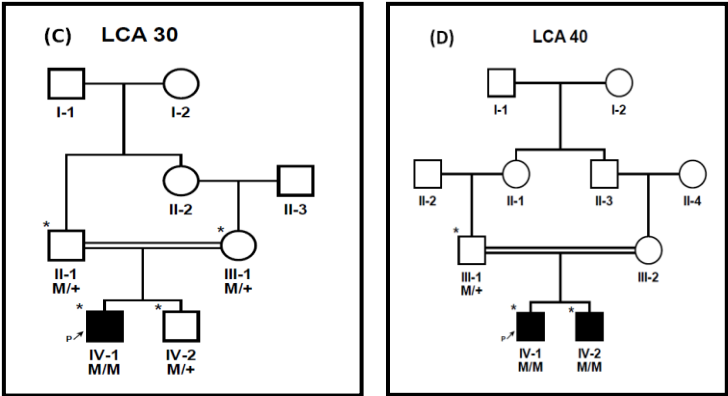 (C) LCA 30
I-1 I-2
II-2 II-3
* *
II-1 III-1
M/+ M/+
* *
P
IV-1 IV-2
M/M M/+
(D) LCA 40
I-1 I-2
II-2 II-1 II-3 II-4
*
III-1 III-2
M/+
* *
P
IV-1 IV-2
M/M M/M